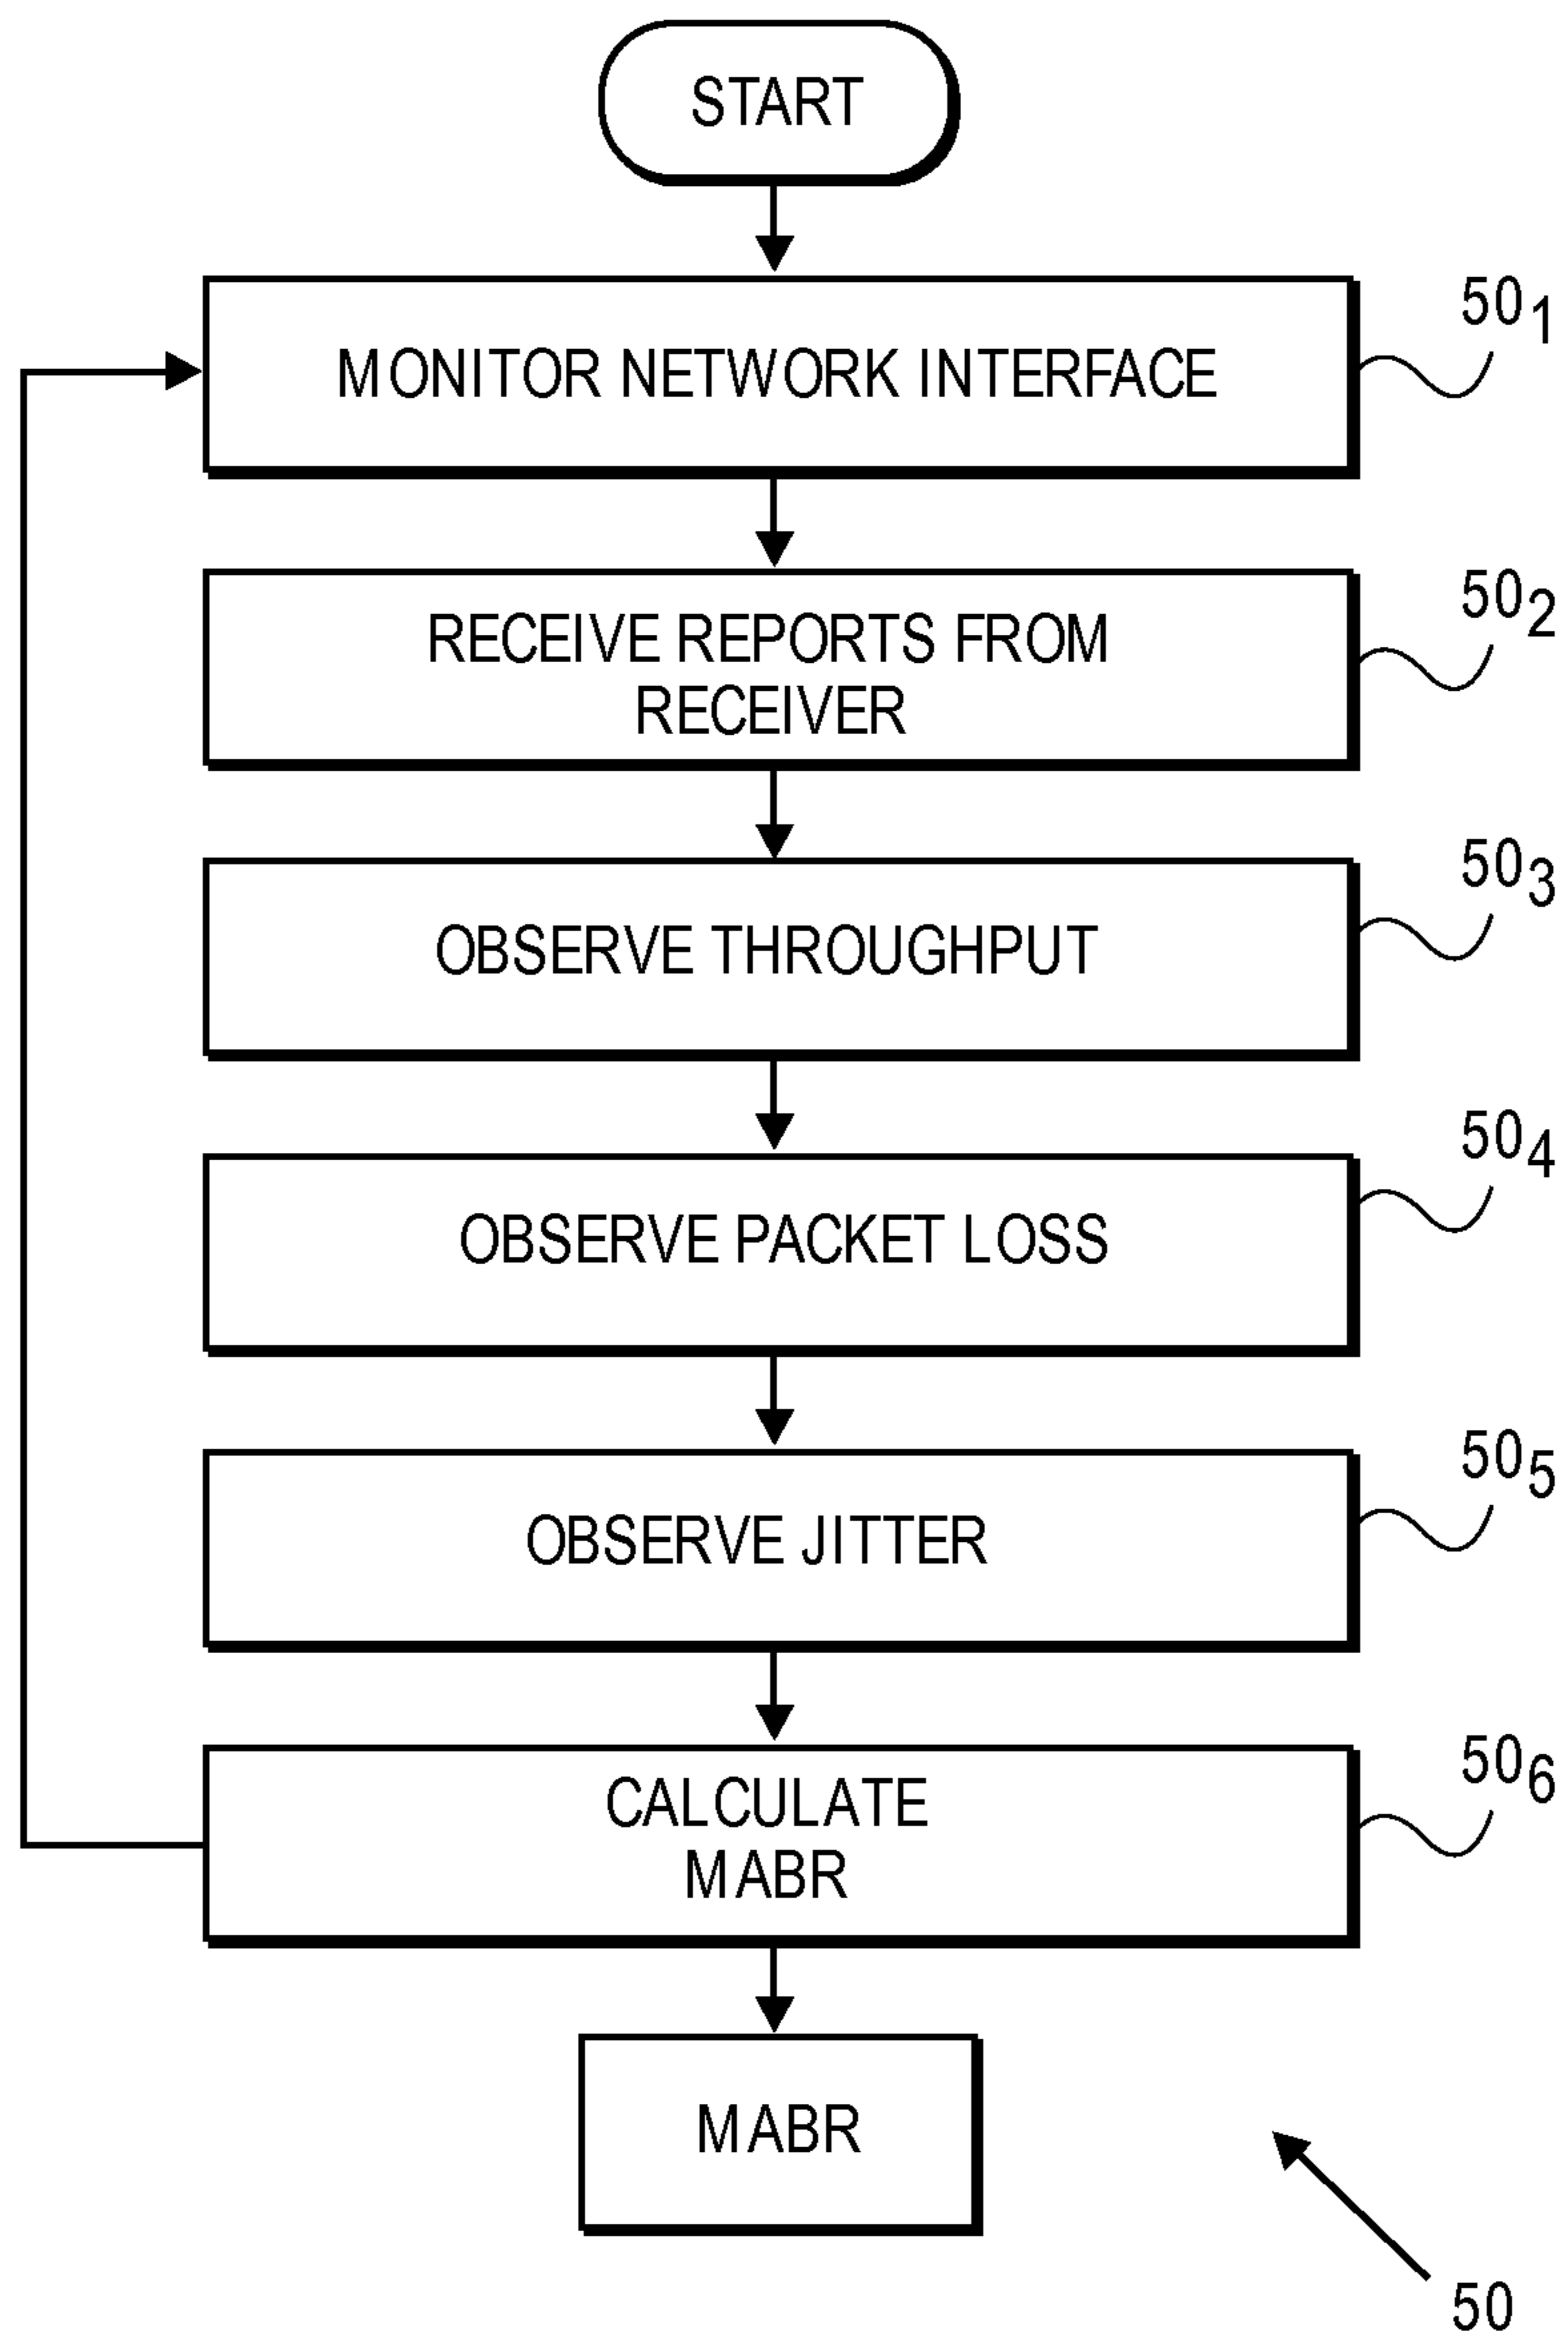 START
MONITOR NETWORK INTERFACE
50₁
RECEIVE REPORTS FROM
RECEIVER
50₂
OBSERVE THROUGHPUT
50₃
OBSERVE PACKET LOSS
50₄
OBSERVE JITTER
50₅
CALCULATE
MABR
50₆
MABR
50